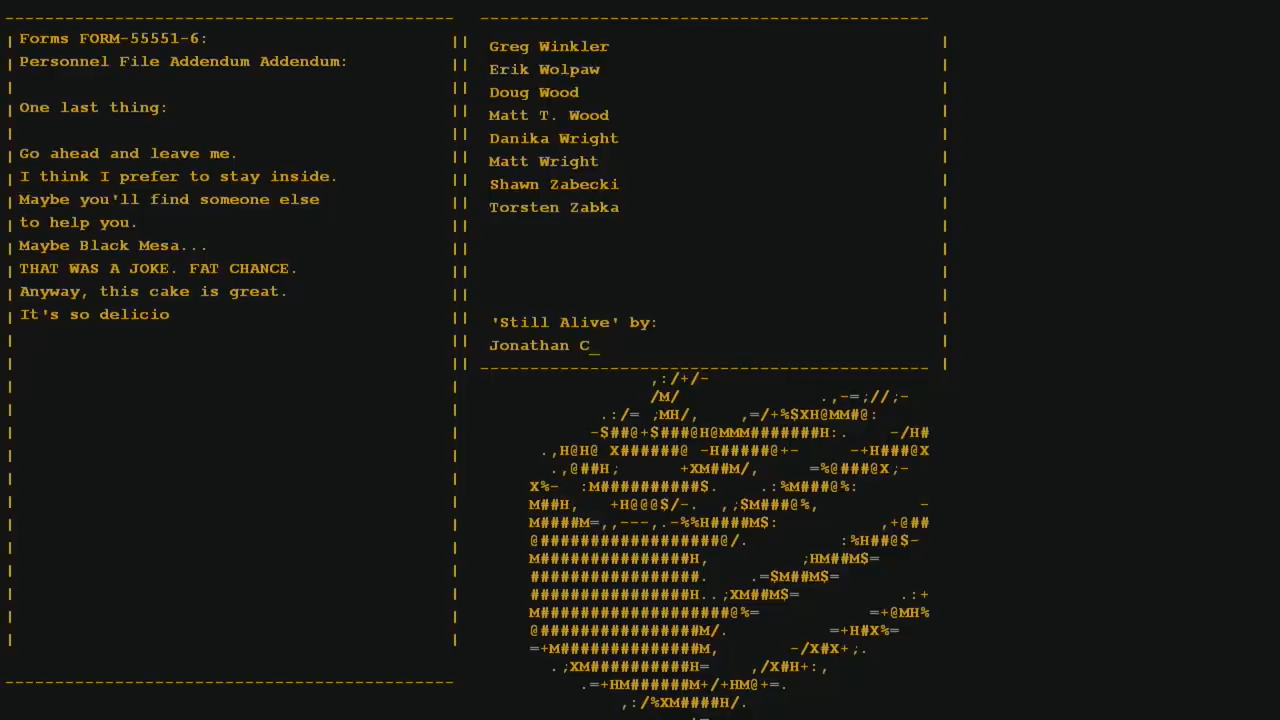 Forms FORM-55551-6:
Personnel File Addendum Addendum:
One last thing:
Go ahead and leave me.
I think I prefer to stay inside.
Maybe you'll find someone else
to help you.
Maybe Black Mesa...
THAT WAS A JOKE. FAT CHANCE.
Anyway, this cake is great.
It's so delicio
Greg Winkler
Erik Wolpaw
Doug Wood
Matt T. Wood
Danika Wright
Matt Wright
Shawn Zabecki
Torsten Zabka
'Still Alive' by:
Jonathan C_